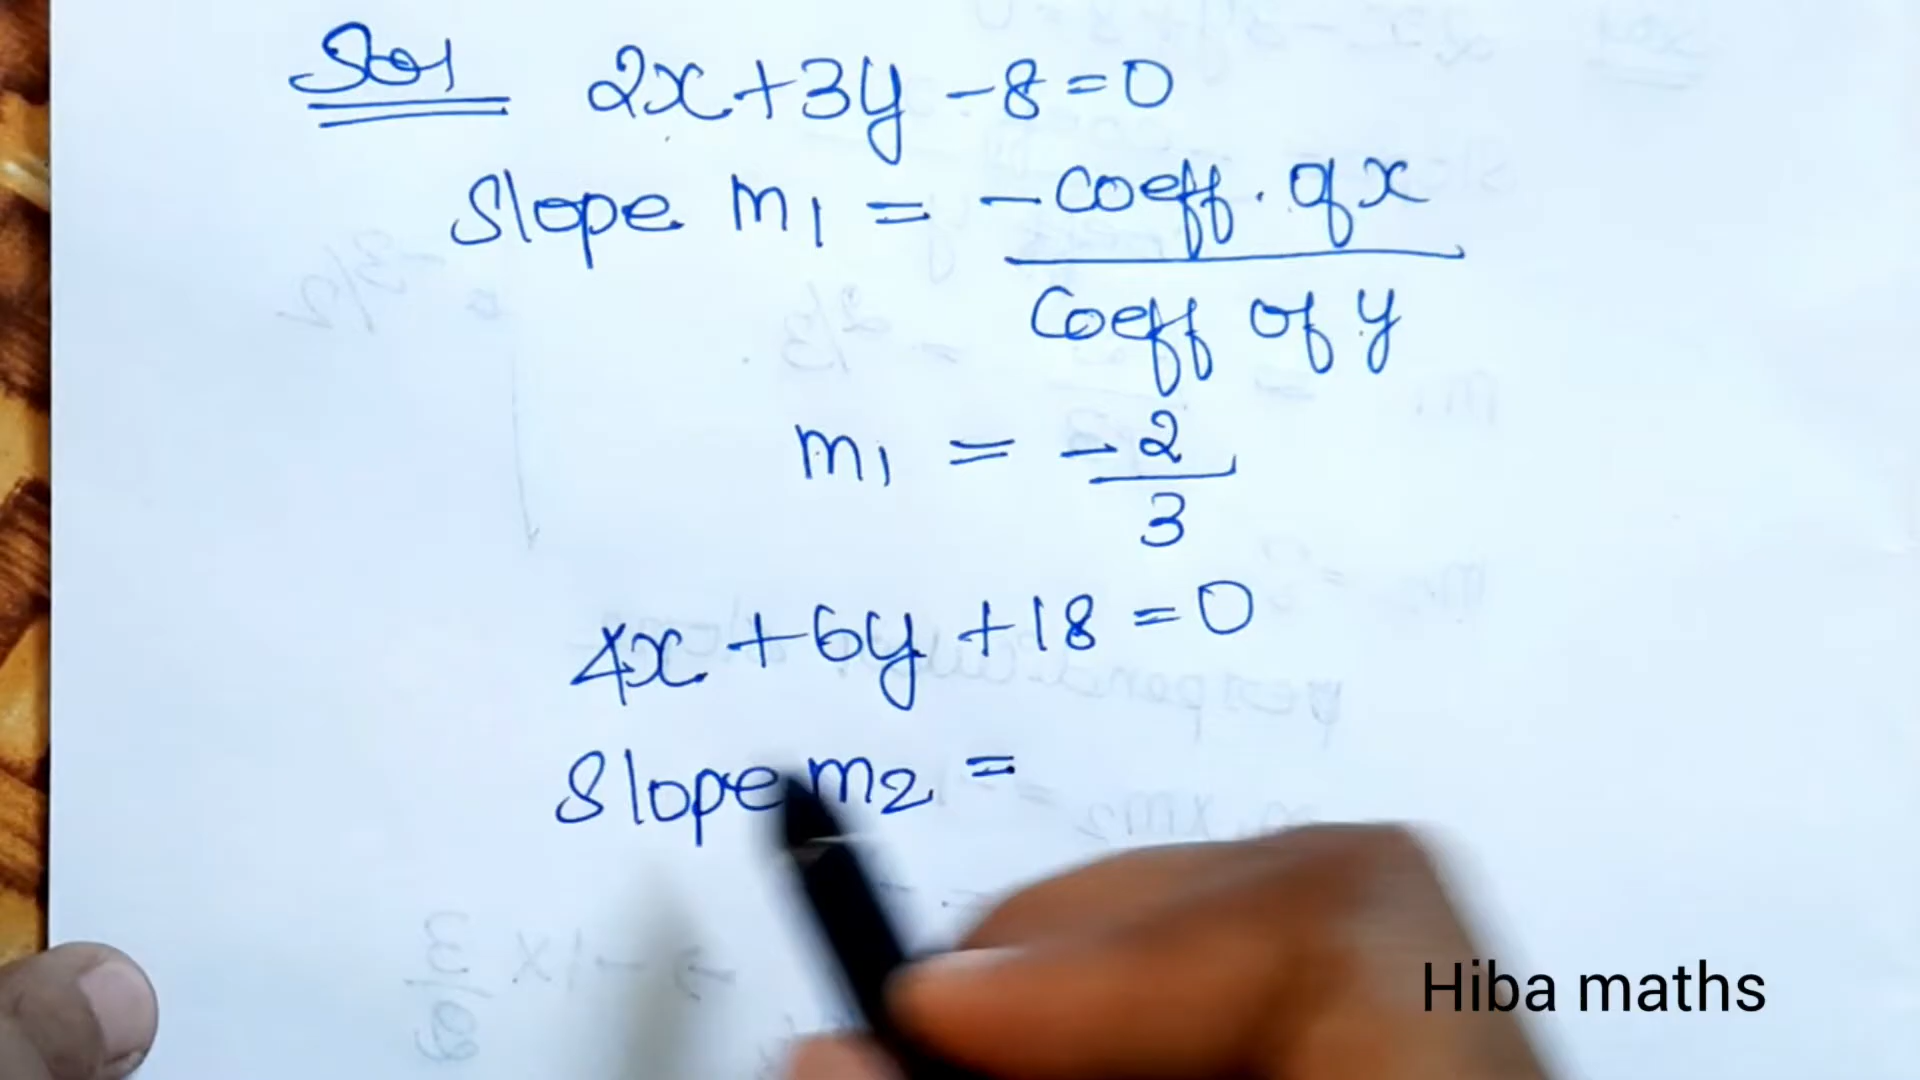 Sol 2x+3y-8=0
Slope m1 = -coeff. of x
Coeff of y
m1 = -2
3
4x+6y+18=0
Slope m2 =
Hiba maths